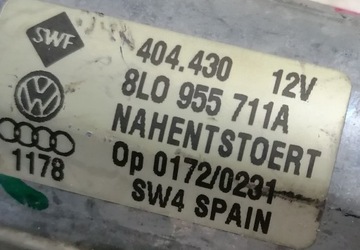 SWF
404.430 12V
8L0 955 711A
NAHENTSTOERT
1178
Op 0172/0231
SW4 SPAIN